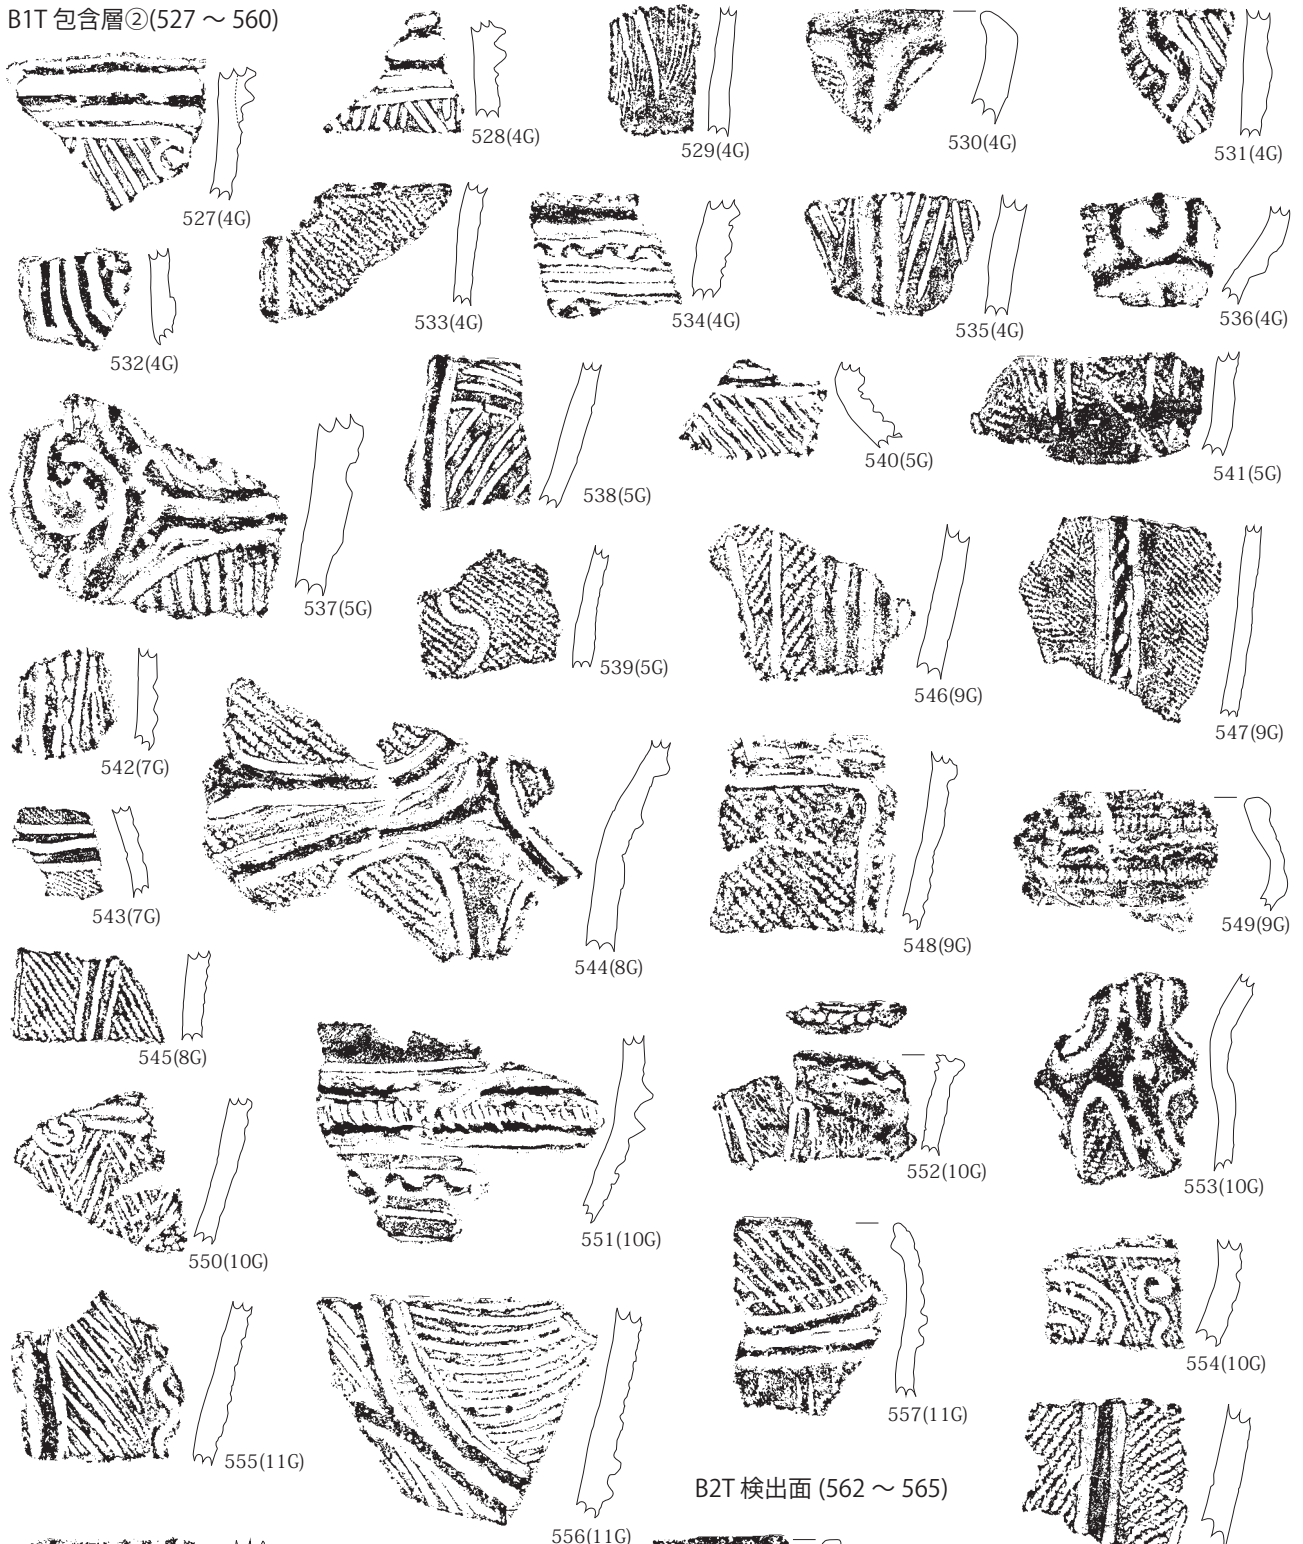 B1T 包含層②(527 ～ 560)
527(4G)
528(4G)
529(4G)
530(4G)
531(4G)
532(4G)
533(4G)
534(4G)
535(4G)
536(4G)
537(5G)
538(5G)
539(5G)
540(5G)
541(5G)
542(7G)
543(7G)
544(8G)
545(8G)
546(9G)
547(9G)
548(9G)
549(9G)
550(10G)
551(10G)
552(10G)
553(10G)
554(10G)
555(11G)
556(11G)
557(11G)
B2T 検出面 (562 ～ 565)